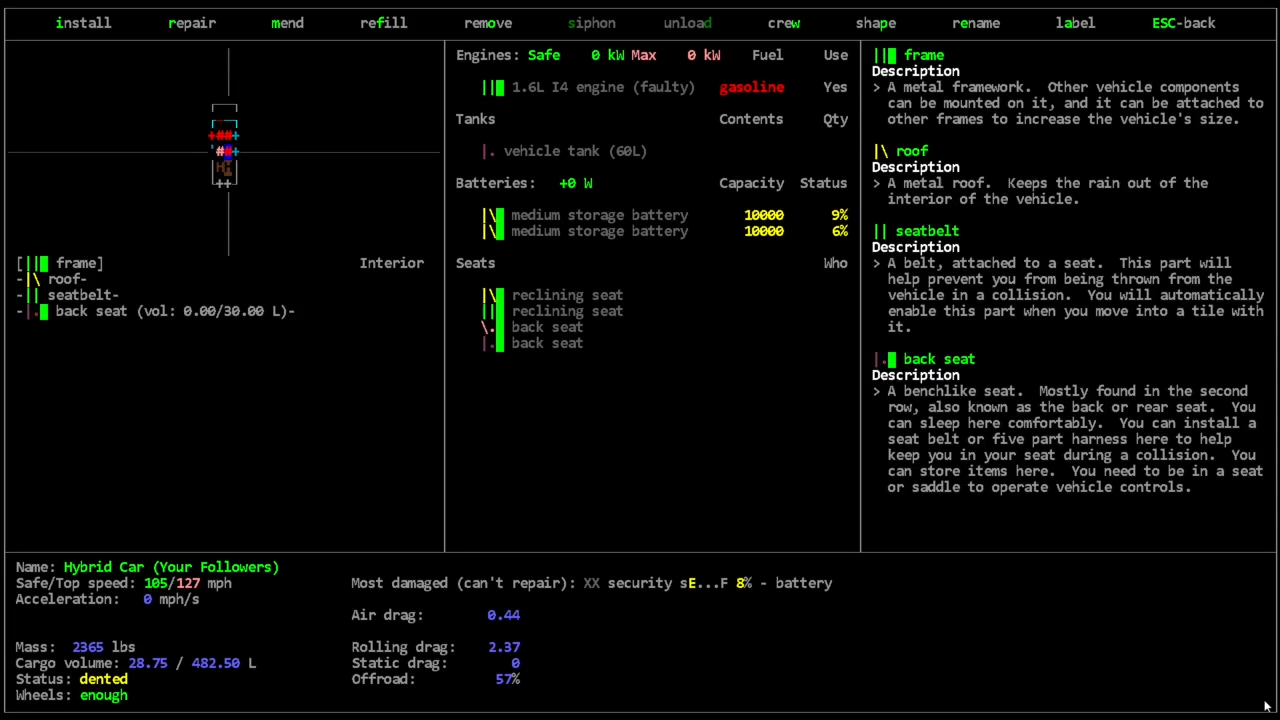 install repair mend refill remove siphon unload crew shape rename label ESC-back
Engines: Safe 0 kW Max 0 kW Fuel Use
|| 1.6L I4 engine (faulty) gasoline Yes
Tanks Contents Qty
|. vehicle tank (60L)
Batteries: +0 W Capacity Status
|\ medium storage battery 10000 9%
|\ medium storage battery 10000 6%
Seats Who
|\ reclining seat
|| reclining seat
\. back seat
|. back seat
[|| frame] Interior
-|\ roof-
-|| seatbelt-
-|. back seat (vol: 0.00/30.00 L)-
|| frame
Description
> A metal framework. Other vehicle components
can be mounted on it, and it can be attached to
other frames to increase the vehicle's size.
|\ roof
Description
> A metal roof. Keeps the rain out of the
interior of the vehicle.
|| seatbelt
Description
> A belt, attached to a seat. This part will
help prevent you from being thrown from the
vehicle in a collision. You will automatically
enable this part when you move into a tile with
it.
|. back seat
Description
> A benchlike seat. Mostly found in the second
row, also known as the back or rear seat. You
can sleep here comfortably. You can install a
seat belt or five part harness here to help
keep you in your seat during a collision. You
can store items here. You need to be in a seat
or saddle to operate vehicle controls.
Name: Hybrid Car (Your Followers)
Safe/Top speed: 105/127 mph
Acceleration: 0 mph/s
Mass: 2365 lbs
Cargo volume: 28.75 / 482.50 L
Status: dented
Wheels: enough
Most damaged (can't repair): XX security sE...F 8% - battery
Air drag: 0.44
Rolling drag: 2.37
Static drag: 0
Offroad: 57%